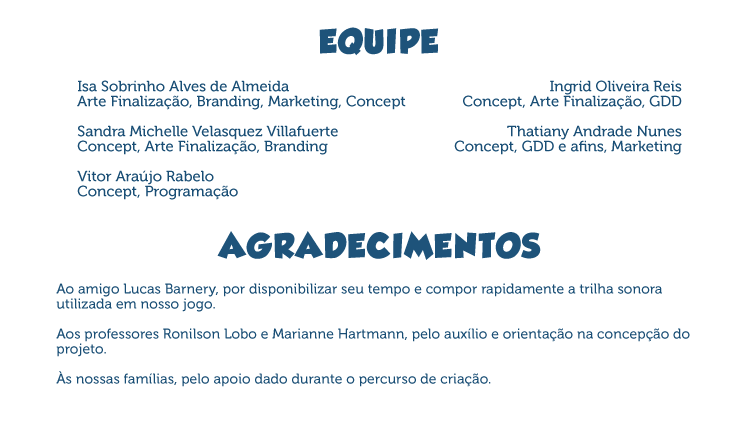 EQUIPE
Isa Sobrinho Alves de Almeida
Arte Finalização, Branding, Marketing, Concept
Sandra Michelle Velasquez Villafuerte
Concept, Arte Finalização, Branding
Vitor Araújo Rabelo
Concept, Programação
Ingrid Oliveira Reis
Concept, Arte Finalização, GDD
Thatiany Andrade Nunes
Concept, GDD e afins, Marketing
AGRADECIMENTOS
Ao amigo Lucas Barnery, por disponibilizar seu tempo e compor rapidamente a trilha sonora
utilizada em nosso jogo.
Aos professores Ronilson Lobo e Marianne Hartmann, pelo auxílio e orientação na concepção do
projeto.
Às nossas famílias, pelo apoio dado durante o percurso de criação.